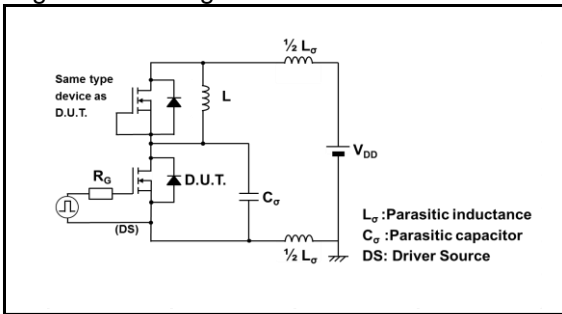 ½ Lσ
Same type
device as
D.U.T.
L
VDD
RG
D.U.T.
Cσ
(DS)
½ Lσ
Lσ :Parasitic inductance
Cσ :Parasitic capacitor
DS: Driver Source